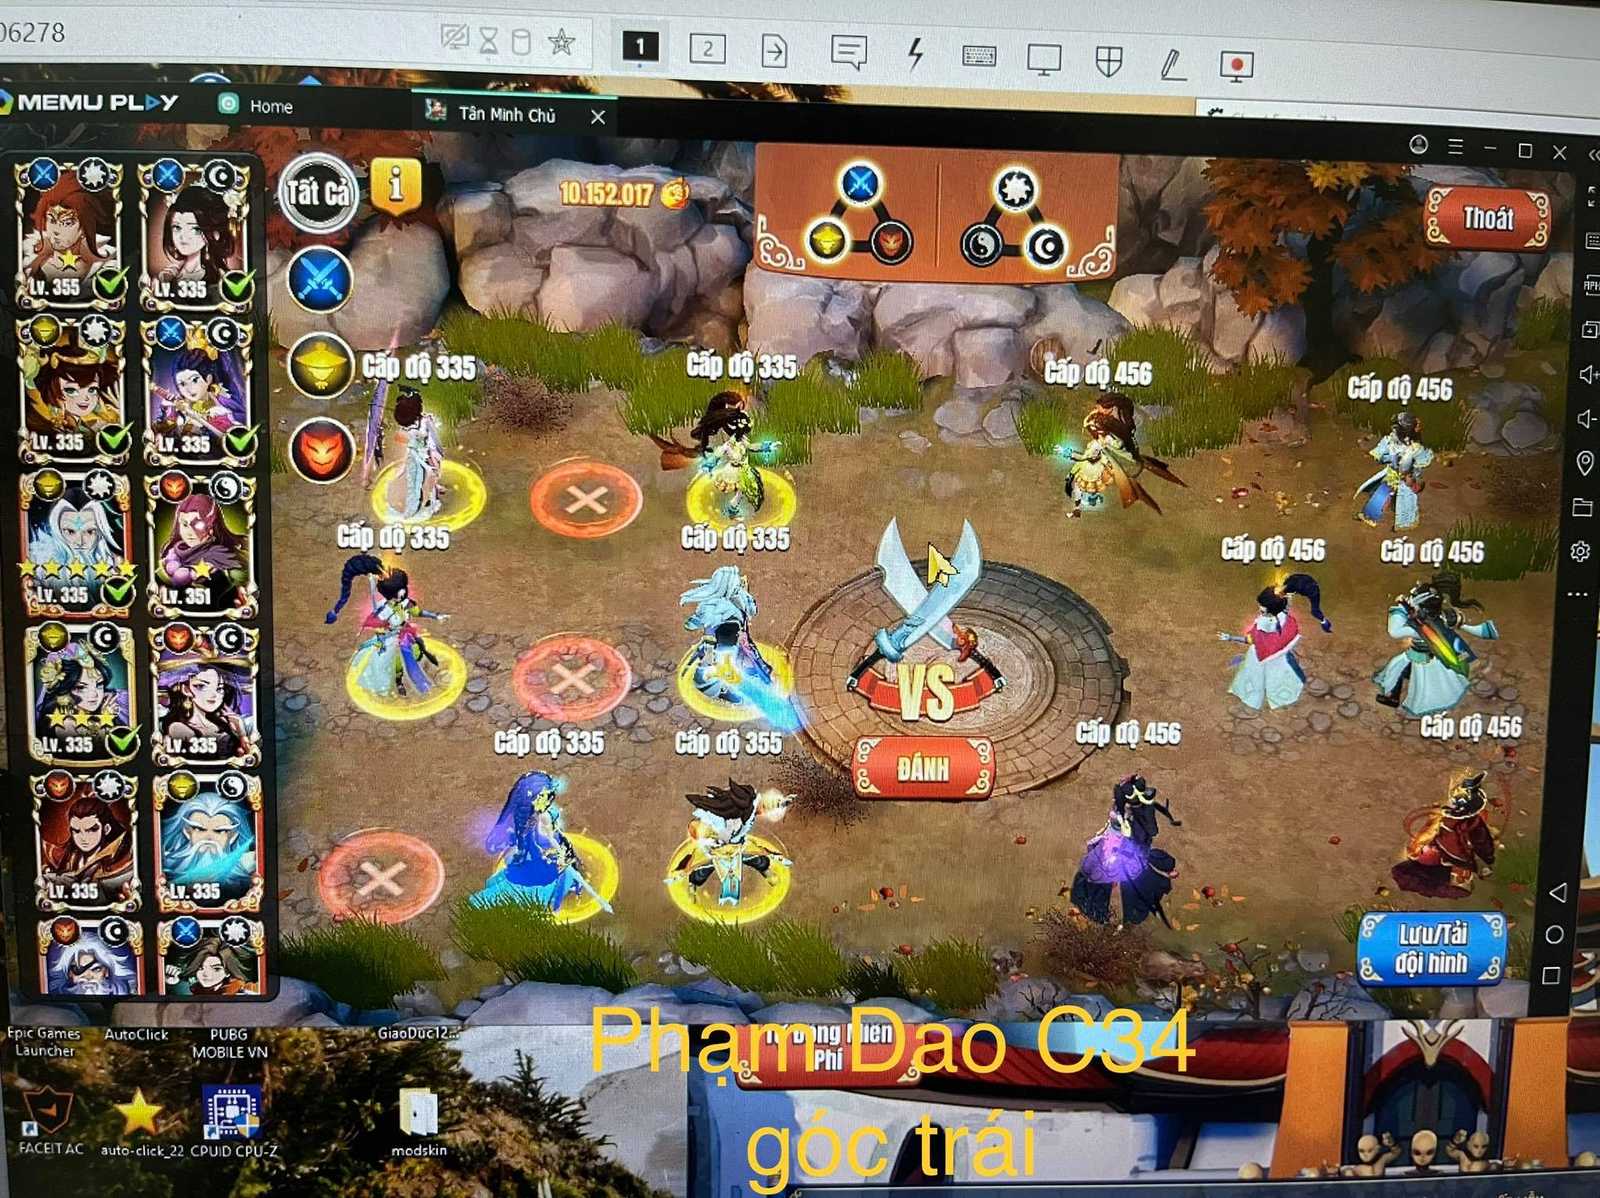 06278
1
2
MEMU PLAY
Home
Tân Minh Chủ
Tất Cả
i
10.152.017
Thoát
Lv. 355
Lv. 335
Lv. 335
Lv. 335
Lv. 335
Lv. 351
Lv. 335
Lv. 335
Lv. 335
Lv. 335
Cấp độ 335
Cấp độ 335
Cấp độ 456
Cấp độ 456
Cấp độ 335
Cấp độ 335
Cấp độ 456
Cấp độ 456
Cấp độ 335
Cấp độ 355
Cấp độ 456
Cấp độ 456
VS
ĐÁNH
Lưu/Tải
đội hình
Epic Games
Launcher
AutoClick
PUBG
MOBILE VN
GiaoDuc12...
Phí
Phạm Dao C34
góc trái
FACEIT AC
auto-click_22
CPUID CPU-Z
modskin